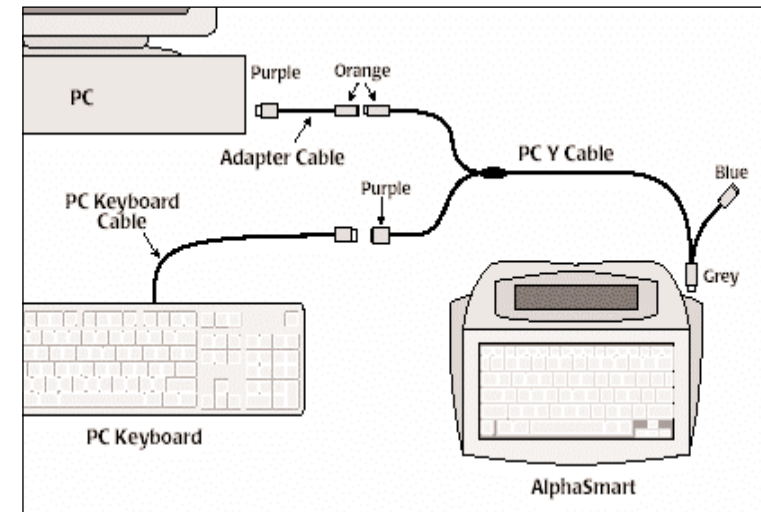 Purple
Orange
PC
Adapter Cable
PC Y Cable
Blue
Purple
PC Keyboard
Cable
Grey
PC Keyboard
AlphaSmart